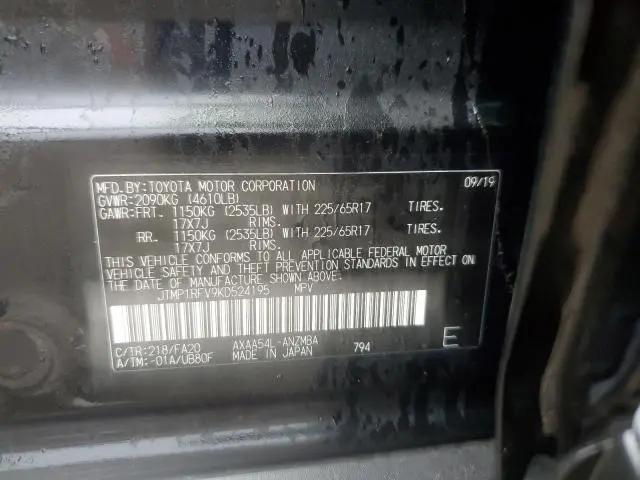 MFD.BY:TOYOTA MOTOR CORPORATION 09/19
GVWR:2090KG (4610LB)
GAWR:FRT. 1150KG (2535LB) WITH 225/65R17 TIRES.
17X7J RIMS.
RR. 1150KG (2535LB) WITH 225/65R17 TIRES.
17X7J RIMS.
THIS VEHICLE CONFORMS TO ALL APPLICABLE FEDERAL MOTOR
VEHICLE SAFETY AND THEFT PREVENTION STANDARDS IN EFFECT ON
THE DATE OF MANUFACTURE SHOWN ABOVE.
JTMP1RFV9KD524195 MPV
C/TR:218/FA20 AXAA54L-ANZMBA 794
A/TM:-01A/UB80F MADE IN JAPAN
E